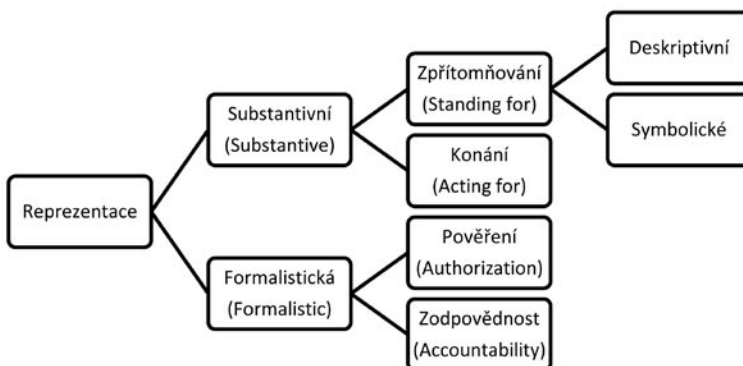 Reprezentace
Substantivní
(Substantive)
Formalistická
(Formalistic)
Zpřítomňování
(Standing for)
Konání
(Acting for)
Pověření
(Authorization)
Zodpovědnost
(Accountability)
Deskriptivní
Symbolické